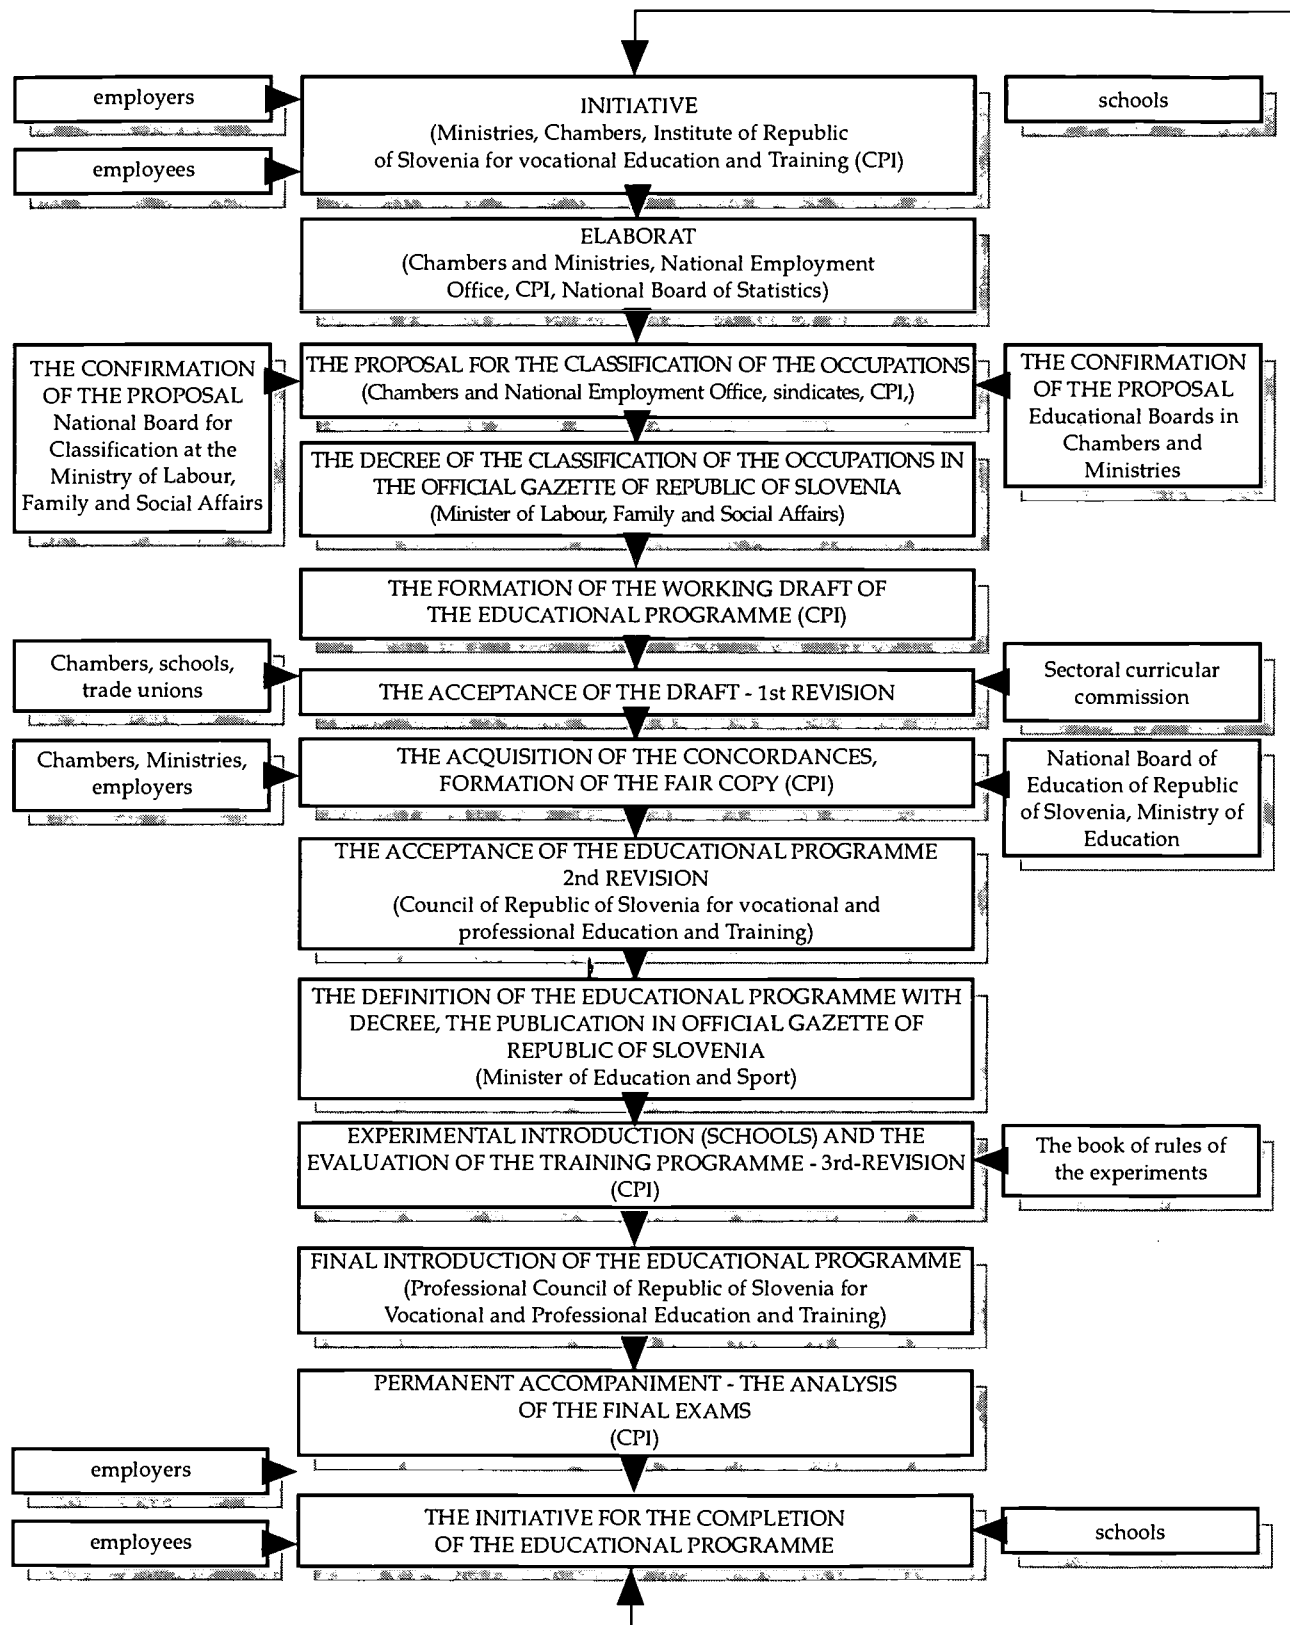 employers
employees
INITIATIVE
(Ministries, Chambers, Institute of Republic
of Slovenia for vocational Education and Training (CPI)
schools
ELABORAT
(Chambers and Ministries, National Employment
Office, CPI, National Board of Statistics)
THE CONFIRMATION
OF THE PROPOSAL
National Board for
Classification at the
Ministry of Labour,
Family and Social Affairs
THE PROPOSAL FOR THE CLASSIFICATION OF THE OCCUPATIONS
(Chambers and National Employment Office, sindicates, CPI,)
THE CONFIRMATION
OF THE PROPOSAL
Educational Boards in
Chambers and
Ministries
THE DECREE OF THE CLASSIFICATION OF THE OCCUPATIONS IN
THE OFFICIAL GAZETTE OF REPUBLIC OF SLOVENIA
(Minister of Labour, Family and Social Affairs)
THE FORMATION OF THE WORKING DRAFT OF
THE EDUCATIONAL PROGRAMME (CPI)
Chambers, schools,
trade unions
THE ACCEPTANCE OF THE DRAFT - 1st REVISION
Sectoral curricular
commission
Chambers, Ministries,
employers
THE ACQUISITION OF THE CONCORDANCES,
FORMATION OF THE FAIR COPY (CPI)
National Board of
Education of Republic
of Slovenia, Ministry of
Education
THE ACCEPTANCE OF THE EDUCATIONAL PROGRAMME
2nd REVISION
(Council of Republic of Slovenia for vocational and
professional Education and Training)
THE DEFINITION OF THE EDUCATIONAL PROGRAMME WITH
DECREE, THE PUBLICATION IN OFFICIAL GAZETTE OF
REPUBLIC OF SLOVENIA
(Minister of Education and Sport)
EXPERIMENTAL INTRODUCTION (SCHOOLS) AND THE
EVALUATION OF THE TRAINING PROGRAMME - 3rd-REVISION
(CPI)
The book of rules of
the experiments
FINAL INTRODUCTION OF THE EDUCATIONAL PROGRAMME
(Professional Council of Republic of Slovenia for
Vocational and Professional Education and Training)
PERMANENT ACCOMPANIMENT - THE ANALYSIS
OF THE FINAL EXAMS
(CPI)
employers
employees
THE INITIATIVE FOR THE COMPLETION
OF THE EDUCATIONAL PROGRAMME
schools